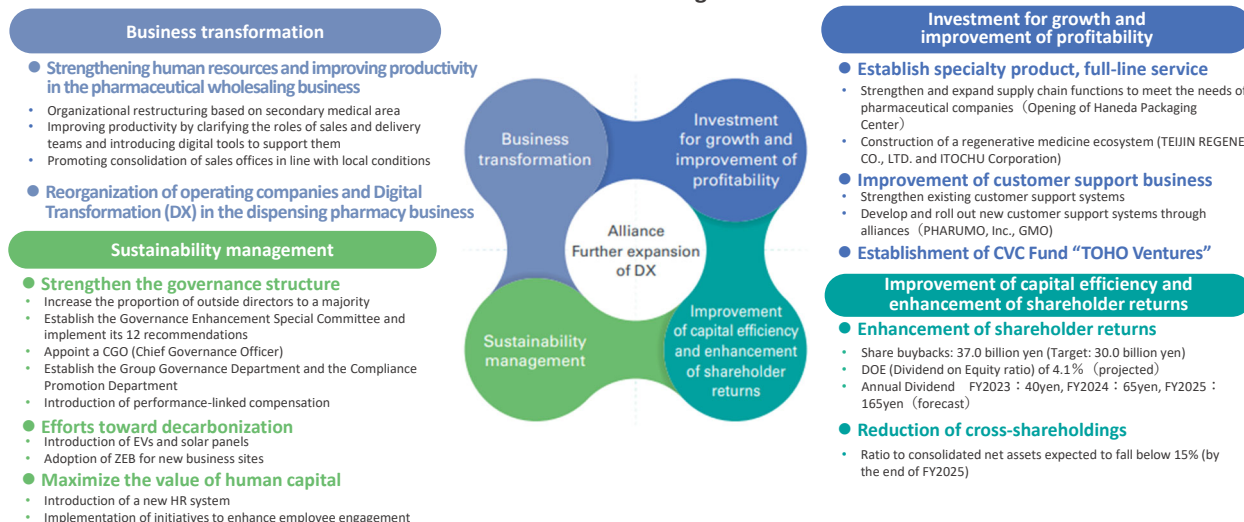 Business transformation
● Strengthening human resources and improving productivity
in the pharmaceutical wholesaling business
• Organizational restructuring based on secondary medical area
• Improving productivity by clarifying the roles of sales and delivery
teams and introducing digital tools to support them
• Promoting consolidation of sales offices in line with local conditions
● Reorganization of operating companies and Digital
Transformation (DX) in the dispensing pharmacy business
Sustainability management
● Strengthen the governance structure
• Increase the proportion of outside directors to a majority
• Establish the Governance Enhancement Special Committee and
implement its 12 recommendations
• Appoint a CGO (Chief Governance Officer)
• Establish the Group Governance Department and the Compliance
Promotion Department
• Introduction of performance-linked compensation
● Efforts toward decarbonization
• Introduction of EVs and solar panels
• Adoption of ZEB for new business sites
● Maximize the value of human capital
• Introduction of a new HR system
• Implementation of initiatives to enhance employee engagement
Business
transformation
Investment
for growth and
improvement of
profitability
Alliance
Further expansion
of DX
Sustainability
management
Improvement
of capital efficiency
and enhancement
of shareholder
returns
Investment for growth and
improvement of profitability
● Establish specialty product, full-line service
• Strengthen and expand supply chain functions to meet the needs of
pharmaceutical companies（Opening of Haneda Packaging
Center）
• Construction of a regenerative medicine ecosystem (TEIJIN REGENE
CO., LTD. and ITOCHU Corporation)
● Improvement of customer support business
• Strengthen existing customer support systems
• Develop and roll out new customer support systems through
alliances（PHARUMO, Inc., GMO）
● Establishment of CVC Fund “TOHO Ventures”
Improvement of capital efficiency and
enhancement of shareholder returns
● Enhancement of shareholder returns
• Share buybacks: 37.0 billion yen (Target: 30.0 billion yen)
• DOE (Dividend on Equity ratio) of 4.1％（projected）
• Annual Dividend FY2023：40yen, FY2024：65yen, FY2025：
165yen（forecast）
● Reduction of cross-shareholdings
• Ratio to consolidated net assets expected to fall below 15% (by
the end of FY2025)